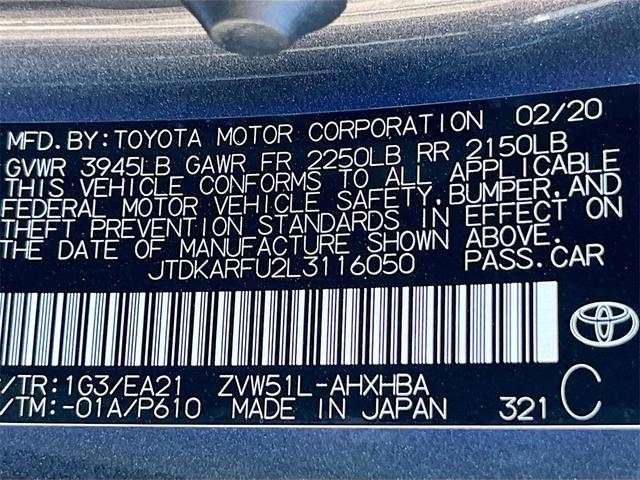 MFD.BY:TOYOTA MOTOR CORPORATION 02/20
GVWR 3945LB GAWR FR 2250LB RR 2150LB
THIS VEHICLE CONFORMS TO ALL APPLICABLE
FEDERAL MOTOR VEHICLE SAFETY,BUMPER,AND
THEFT PREVENTION STANDARDS IN EFFECT ON
THE DATE OF MANUFACTURE SHOWN ABOVE.
JTDKARFU2L3116050 PASS.CAR
/TR:1G3/EA21 ZVW51L-AHXHBA
/TM:-01A/P610 MADE IN JAPAN 321 C